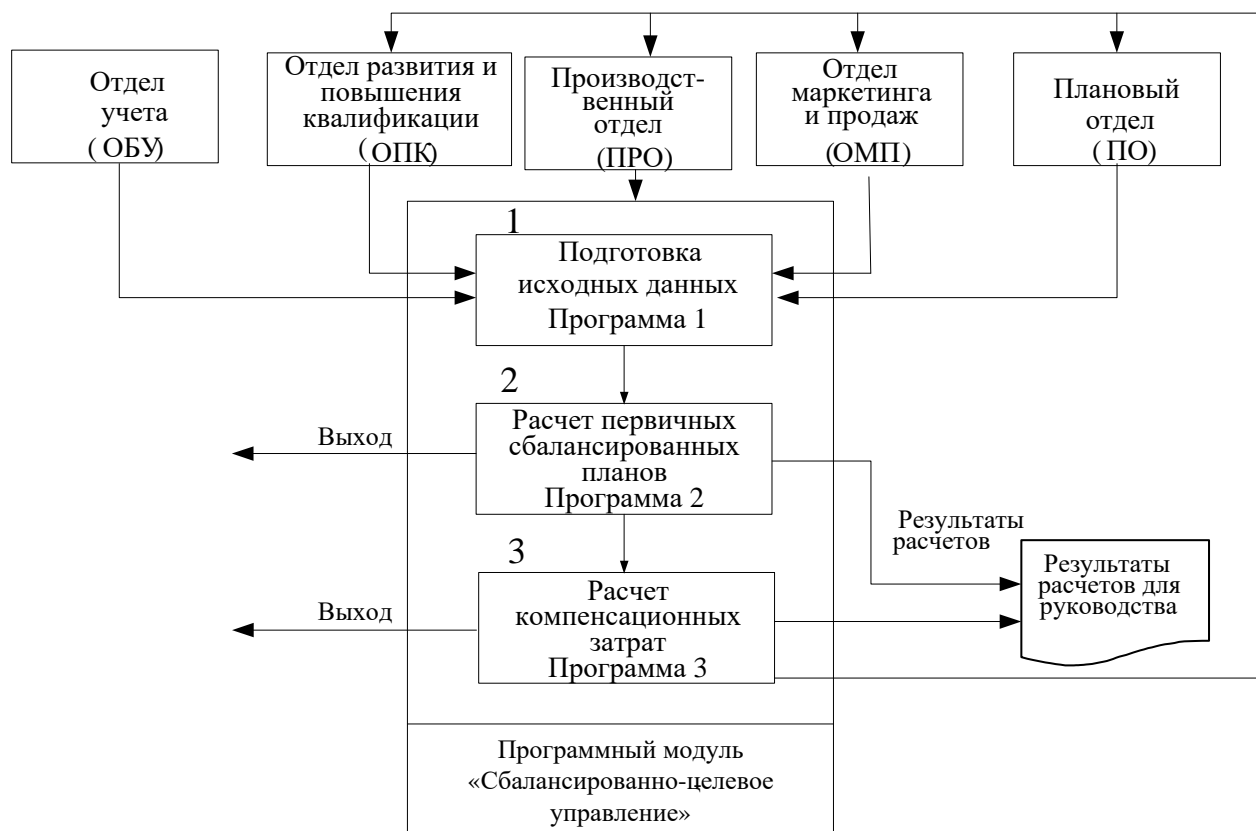 Отдел
учета
( ОБУ)
Отдел развития и
повышения
квалификации
( ОПК)
Производст-
венный
отдел
(ПРО)
Отдел
маркетинга
и продаж
(ОМП)
Плановый
отдел
( ПО)
1
Подготовка
исходных данных
Программа 1
2
Расчет первичных
сбалансированных
планов
Программа 2
Выход
Результаты
расчетов
3
Расчет
компенсационных
затрат
Программа 3
Выход
Результаты
расчетов для
руководства
Программный модуль
«Сбалансированно-целевое
управление»